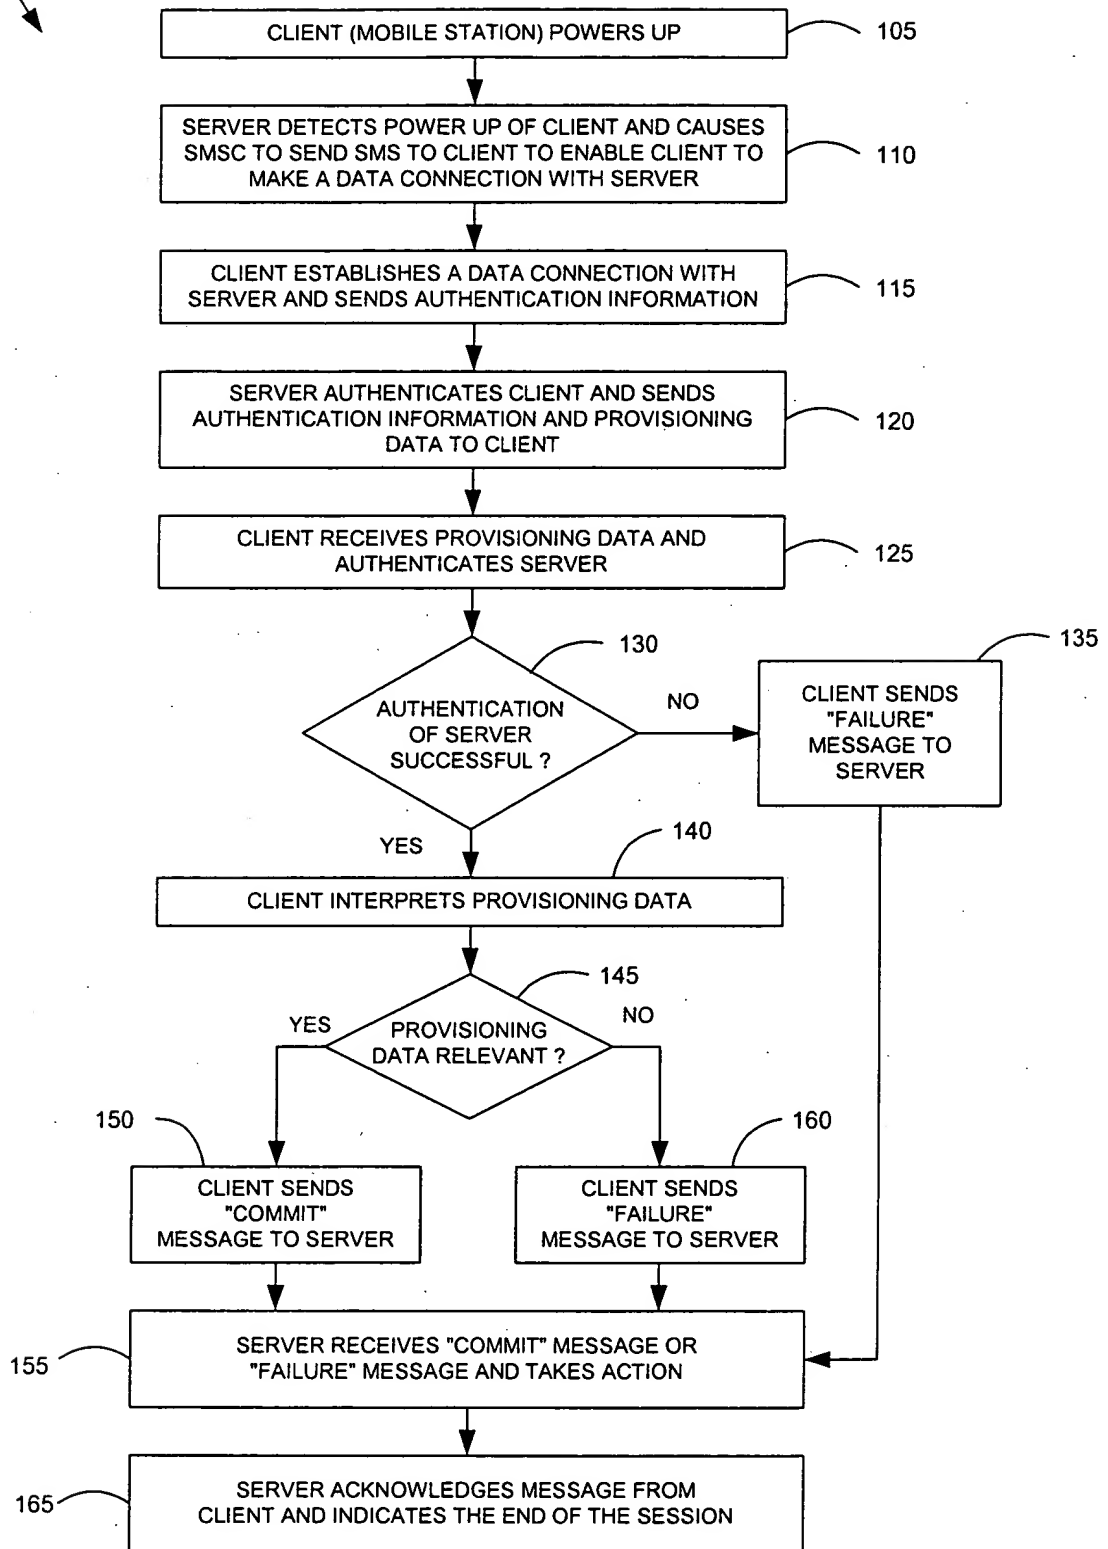 CLIENT (MOBILE STATION) POWERS UP
105
SERVER DETECTS POWER UP OF CLIENT AND CAUSES
SMSC TO SEND SMS TO CLIENT TO ENABLE CLIENT TO
MAKE A DATA CONNECTION WITH SERVER
110
CLIENT ESTABLISHES A DATA CONNECTION WITH
SERVER AND SENDS AUTHENTICATION INFORMATION
115
SERVER AUTHENTICATES CLIENT AND SENDS
AUTHENTICATION INFORMATION AND PROVISIONING
DATA TO CLIENT
120
CLIENT RECEIVES PROVISIONING DATA AND
AUTHENTICATES SERVER
125
130
AUTHENTICATION
OF SERVER
SUCCESSFUL ?
NO
135
CLIENT SENDS
"FAILURE"
MESSAGE TO
SERVER
YES
140
CLIENT INTERPRETS PROVISIONING DATA
145
PROVISIONING
DATA RELEVANT ?
YES
NO
150
CLIENT SENDS
"COMMIT"
MESSAGE TO SERVER
160
CLIENT SENDS
"FAILURE"
MESSAGE TO SERVER
155
SERVER RECEIVES "COMMIT" MESSAGE OR
"FAILURE" MESSAGE AND TAKES ACTION
165
SERVER ACKNOWLEDGES MESSAGE FROM
CLIENT AND INDICATES THE END OF THE SESSION